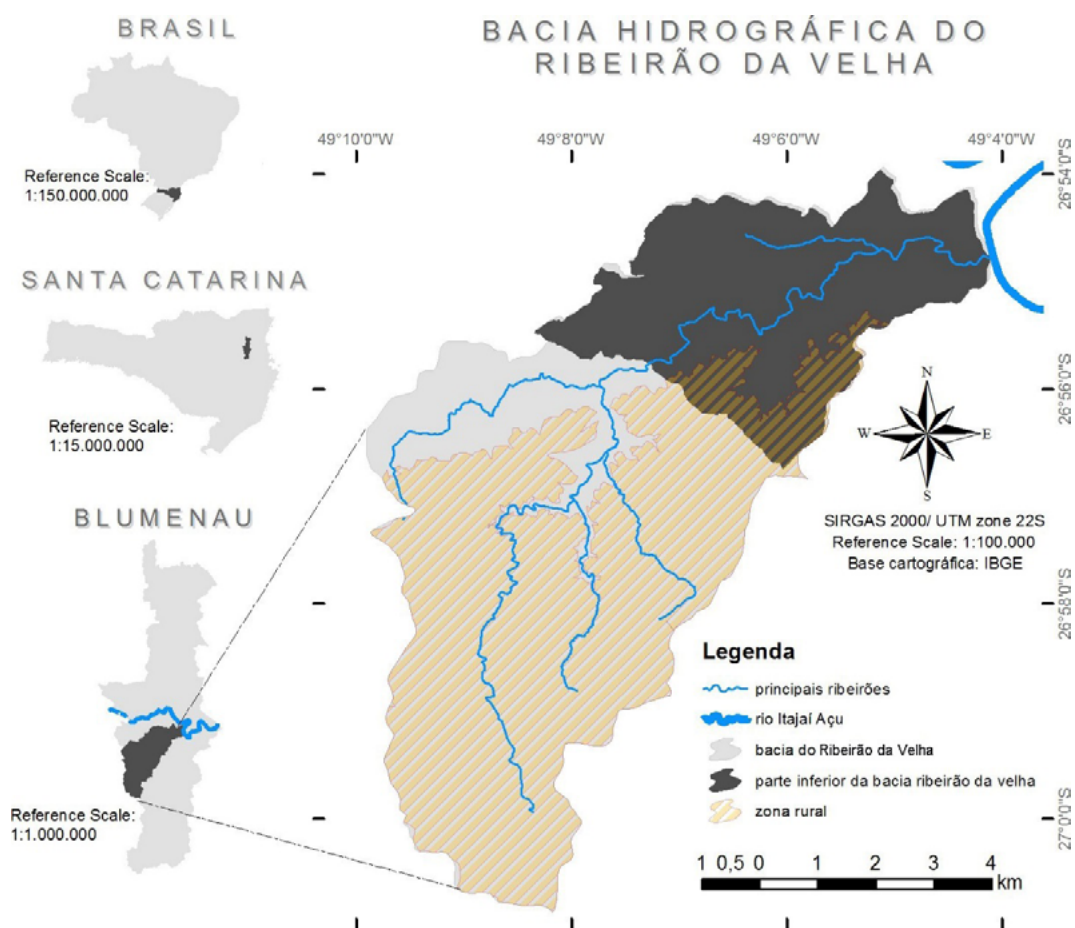 BRASIL
Reference Scale:
1:150.000.000
SANTA CATARINA
Reference Scale:
1:15.000.000
BLUMENAU
Reference Scale:
1:1.000.000
BACIA HIDROGRÁFICA DO
RIBEIRÃO DA VELHA
49°10'0"W
49°8'0"W
49°6'0"W
49°4'0"W
26°54'0"S
26°56'0"S
26°58'0"S
27°0'0"S
N
W
E
S
SIRGAS 2000/ UTM zone 22S
Reference Scale: 1:100.000
Base cartográfica: IBGE
Legenda
principais ribeirões
rio Itajaí Açu
bacia do Ribeirão da Velha
parte inferior da bacia ribeirão da velha
zona rural
1 0,5 0 1 2 3 4
km